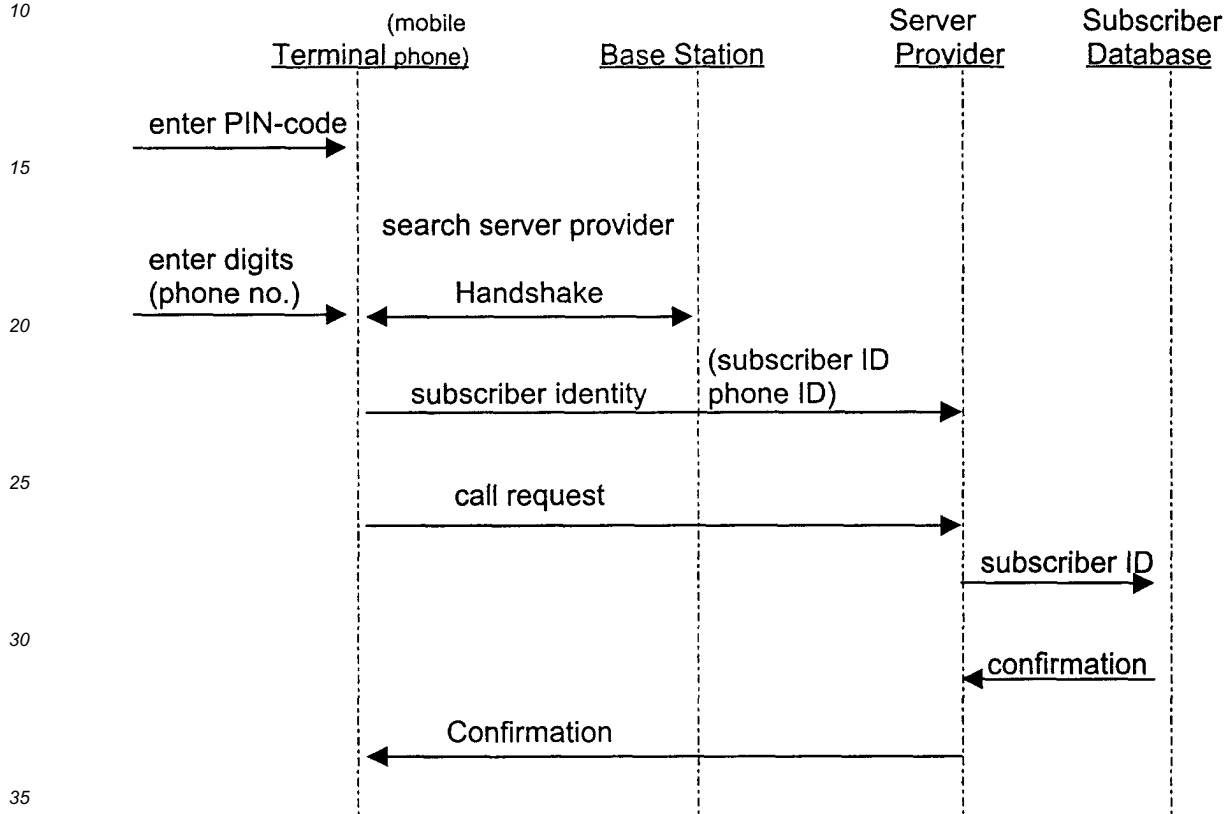 10
(mobile
Server
Subscriber
Terminal phone)
Base Station
Provider
Database
enter PIN-code
15
search server provider
enter digits
(phone no.)
Handshake
20
(subscriber ID
subscriber identity
phone ID)
25
call request
subscriber ID
30
confirmation
Confirmation
35